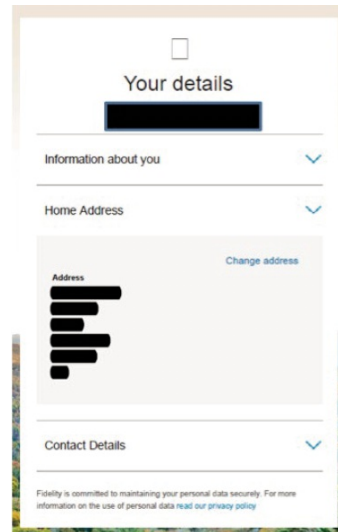 Your details
Information about you
Home Address
Change address
Address
Contact Details
Fidelity is committed to maintaining your personal data securely. For more
information on the use of personal data read our privacy policy